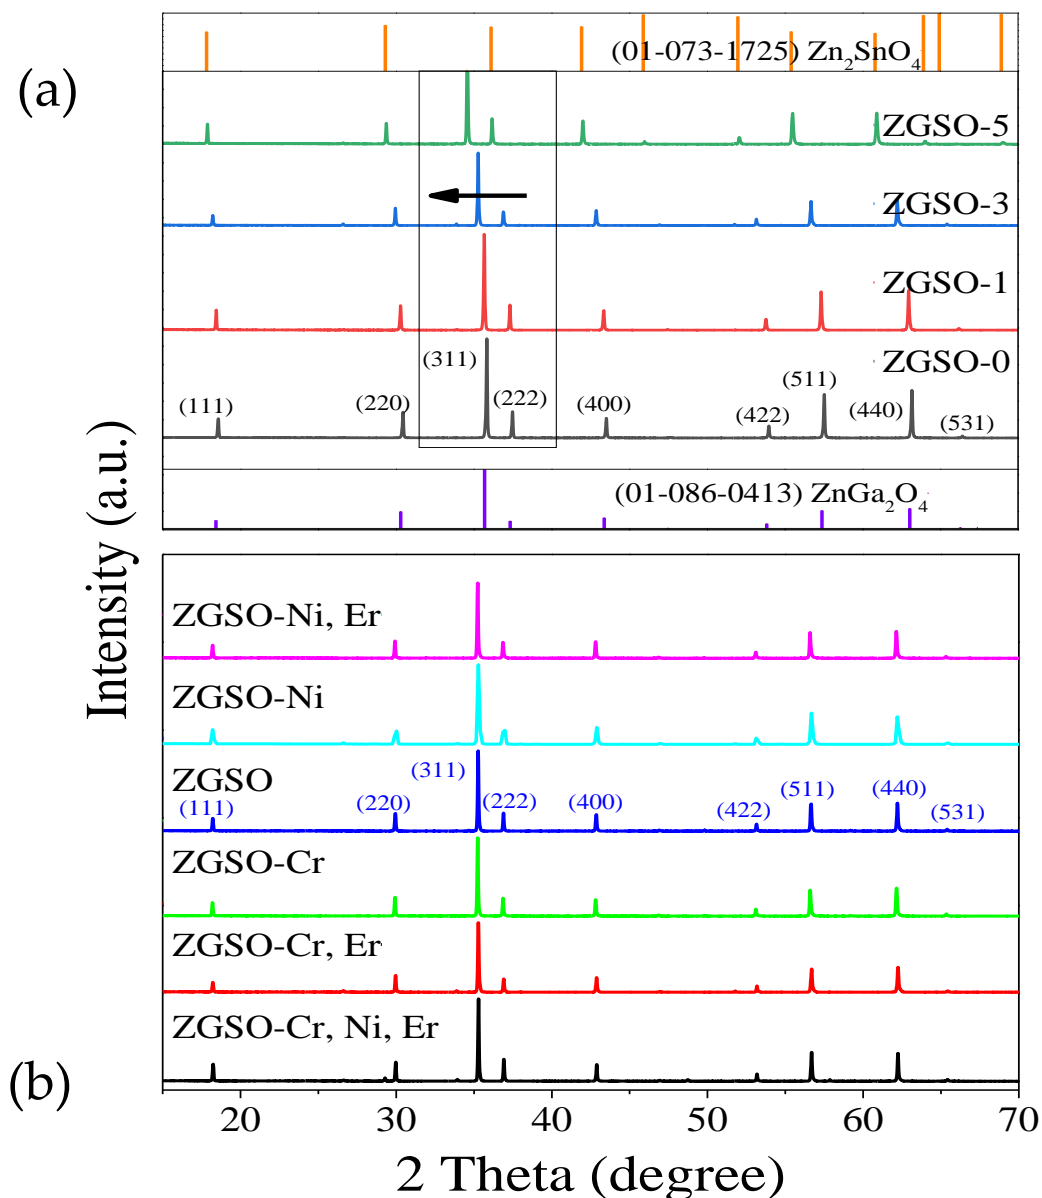 (a)
(01-073-1725) Zn₂SnO₄
ZGSO-5
ZGSO-3
ZGSO-1
ZGSO-0
(111) (220) (311) (222) (400) (422) (511) (440) (531)
(01-086-0413) ZnGa₂O₄
Intensity (a.u.)
(b)
ZGSO-Ni, Er
ZGSO-Ni
ZGSO
(111) (220) (311) (222) (400) (422) (511) (440) (531)
ZGSO-Cr
ZGSO-Cr, Er
ZGSO-Cr, Ni, Er
20 30 40 50 60 70
2 Theta (degree)